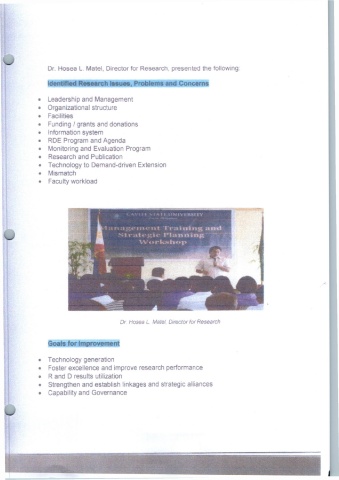 Dr. Hosea L. Matel, Director for Research, presented the following:
Identified Research Issues, Problems and Concerns
• Leadership and Management
• Organizational structure
• Facilities
• Funding / grants and donations
• Information system
• RDE Program and Agenda
• Monitoring and Evaluation Program
• Research and Publication
• Technology to Demand-driven Extension
• Mismatch
• Faculty workload
CAVITE STATE UNIVERSITY
Management Training and
Strategic Planning
Workshop
Dr. Hosea L. Matel, Director for Research
Goals for Improvement
• Technology generation
• Foster excellence and improve research performance
• R and D results utilization
• Strengthen and establish linkages and strategic alliances
• Capability and Governance